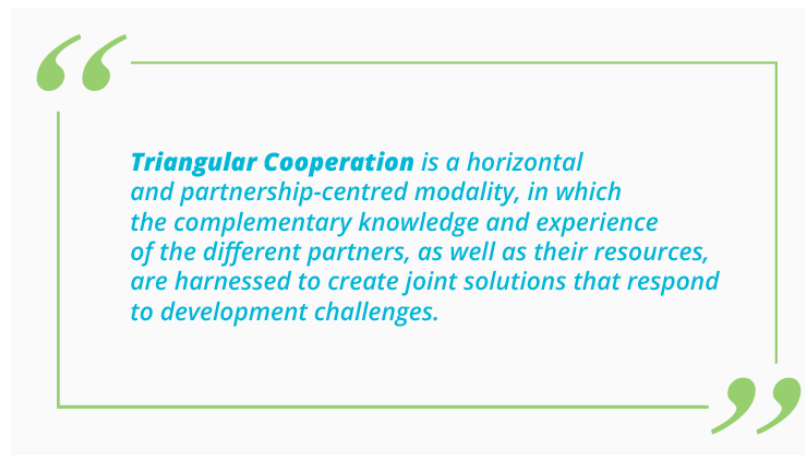 Triangular Cooperation is a horizontal
and partnership-centred modality, in which
the complementary knowledge and experience
of the different partners, as well as their resources,
are harnessed to create joint solutions that respond
to development challenges.